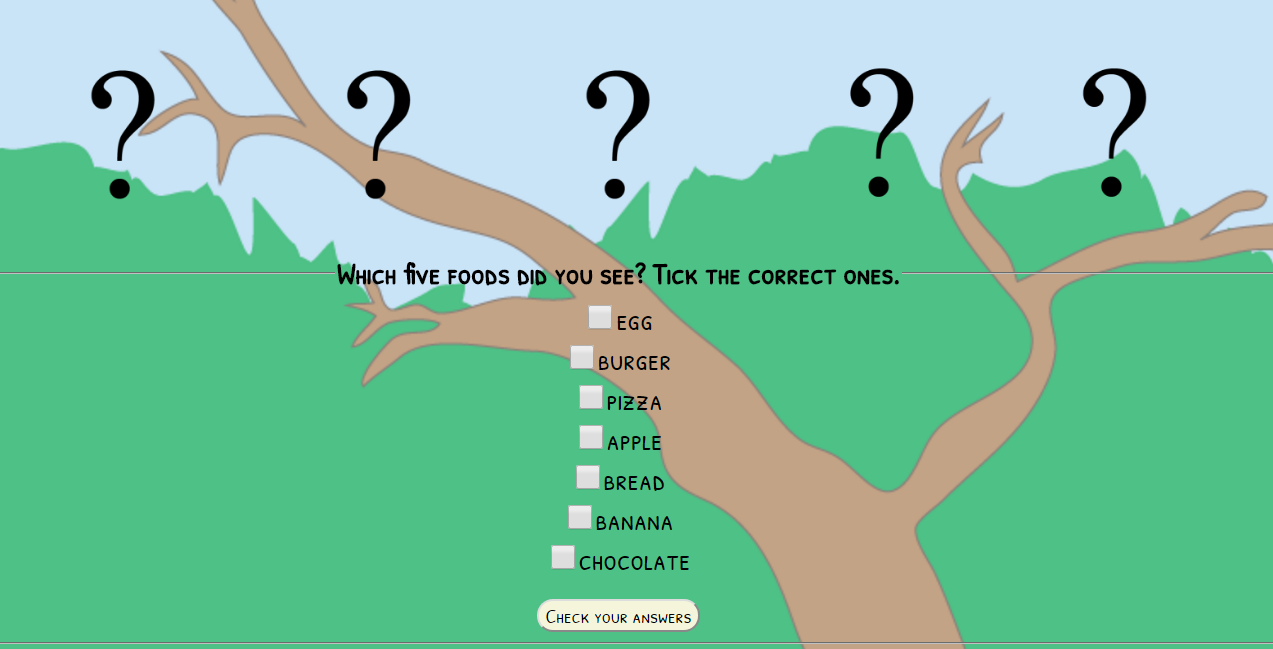 ? ? ? ? ?
Which five foods did you see? Tick the correct ones.
egg
burger
pizza
apple
bread
banana
chocolate
Check your answers